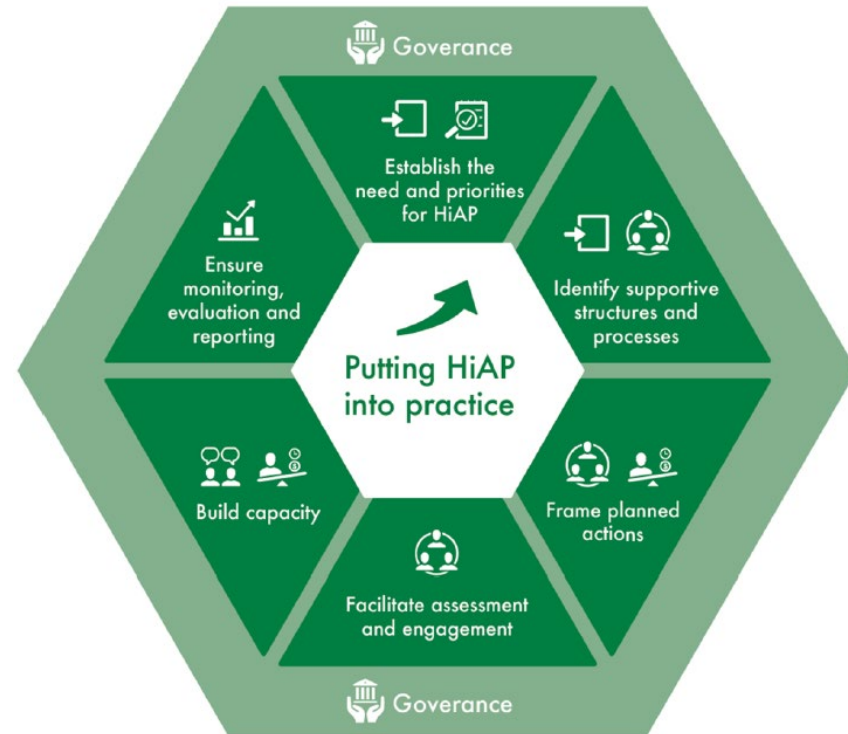 Goverance
Establish the
need and priorities
for HiAP
Identify supportive
structures and
processes
Frame planned
actions
Facilitate assessment
and engagement
Build capacity
Ensure
monitoring,
evaluation and
reporting
Putting HiAP
into practice
Goverance